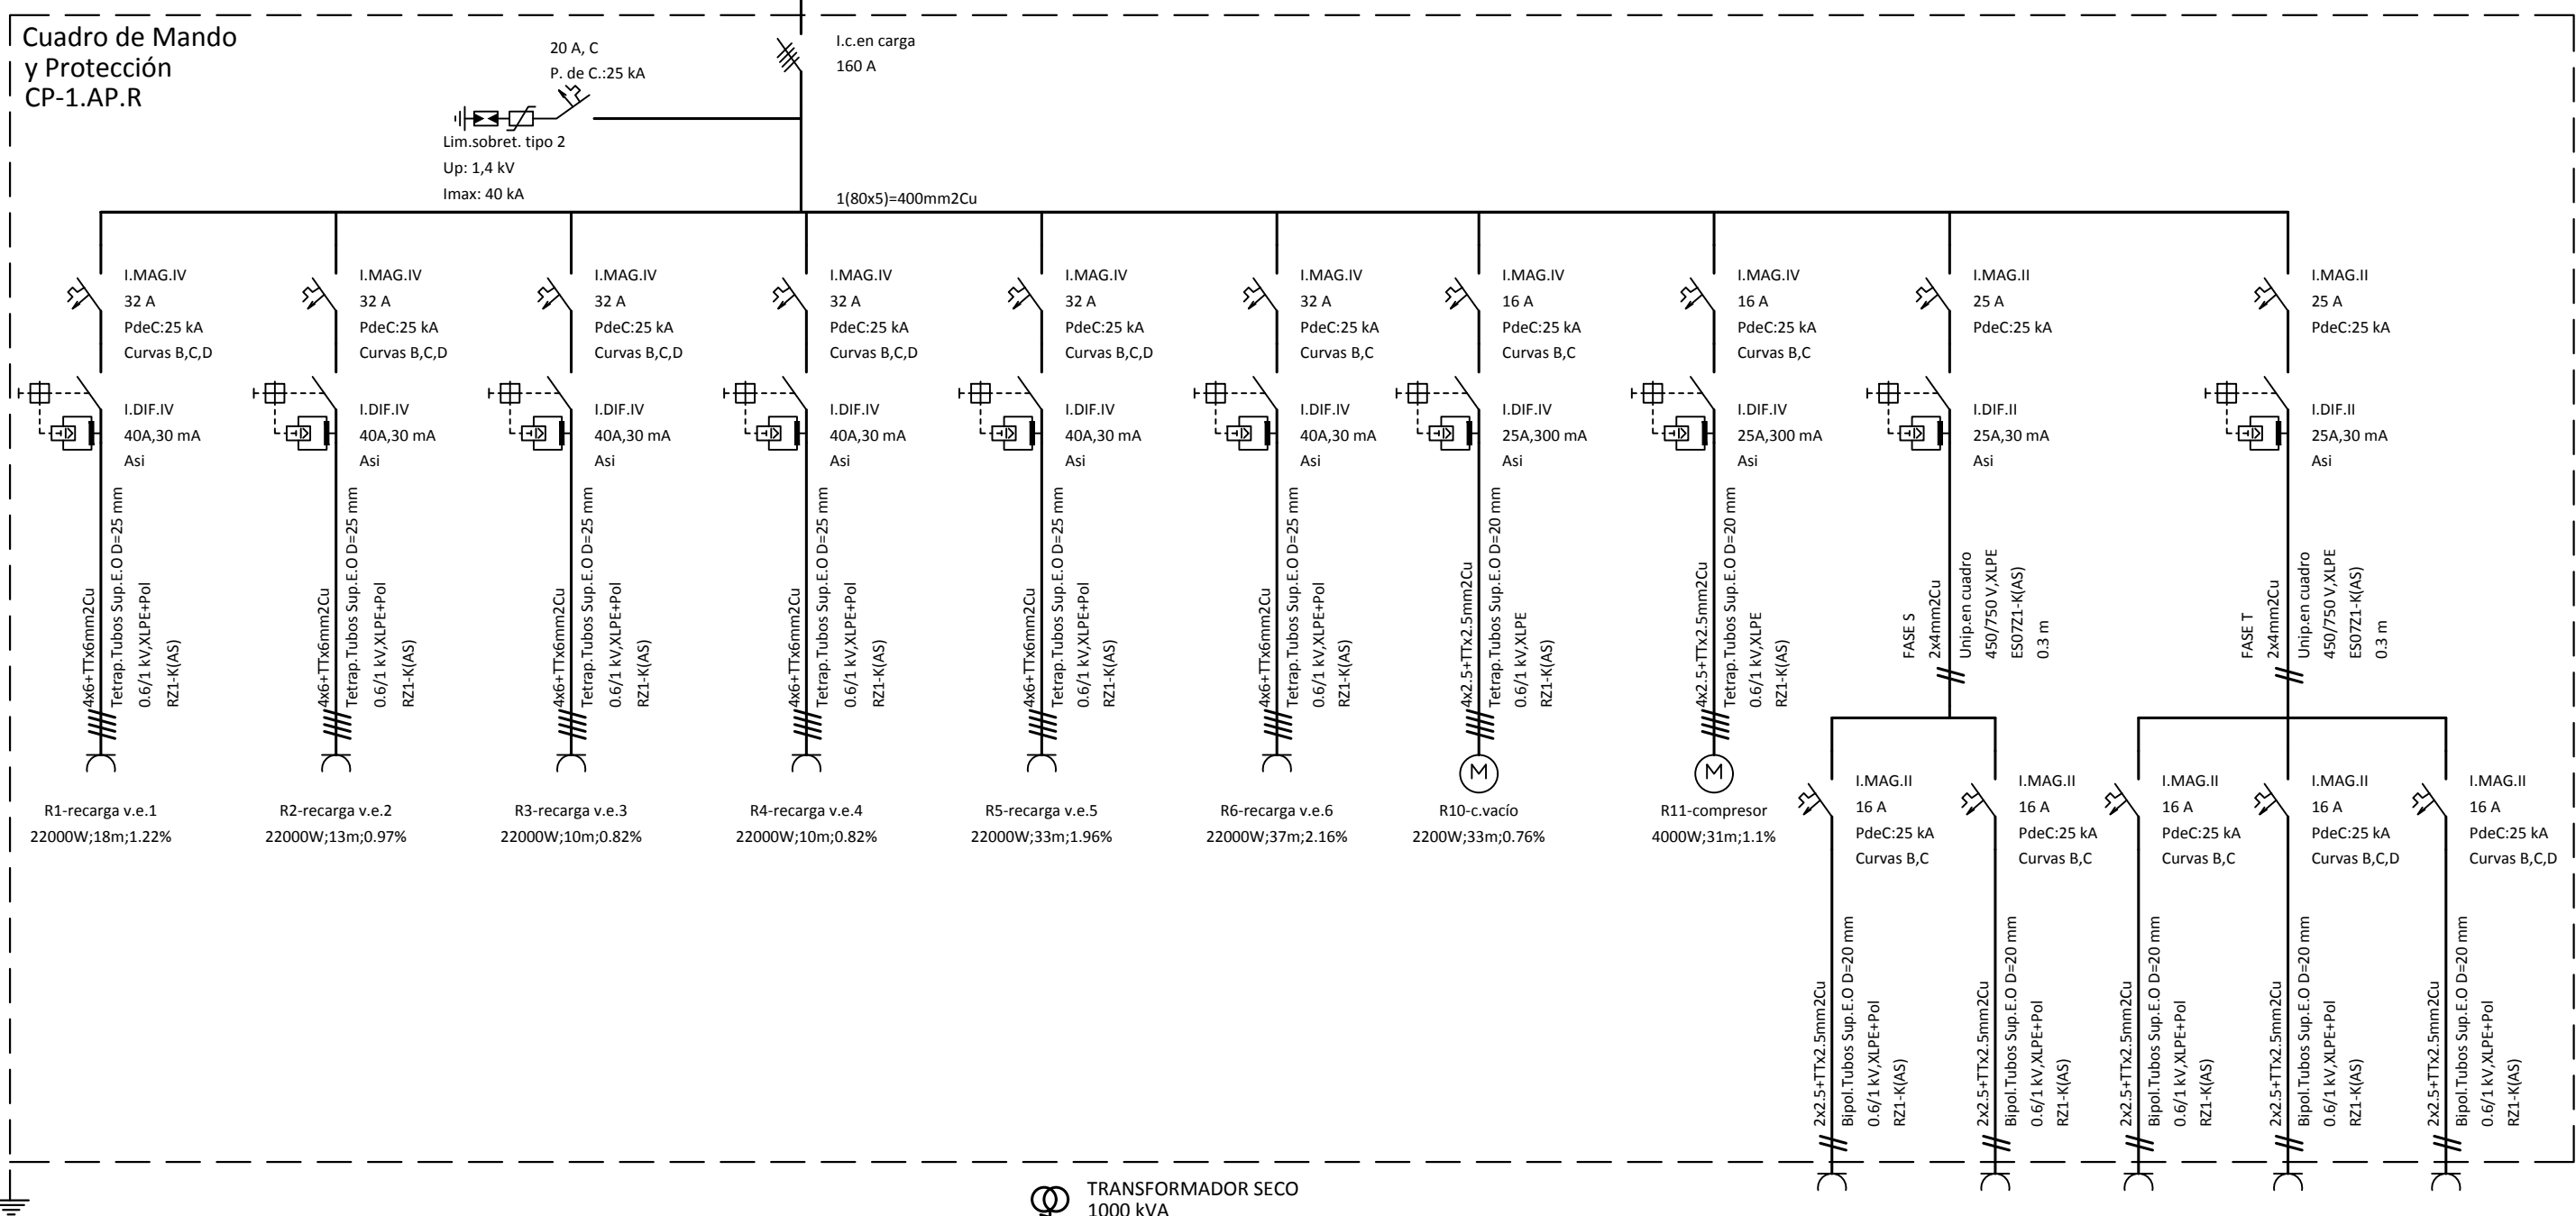 Cuadro de Mando
y Protección
CP-1.AP.R
20 A, C
P. de C.:25 kA
I.c.en carga
160 A
Lim.sobret. tipo 2
Up: 1,4 kV
Imax: 40 kA
1(80x5)=400mm2Cu
I.MAG.IV
32 A
PdeC:25 kA
Curvas B,C,D
I.DIF.IV
40A,30 mA
Asi
4x6+TTx6mm2Cu
Tetrap.Tubos Sup.E.O D=25 mm
0.6/1 kV,XLPE+Pol
RZ1-K(AS)
R1-recarga v.e.1
22000W;18m;1.22%
I.MAG.IV
32 A
PdeC:25 kA
Curvas B,C,D
I.DIF.IV
40A,30 mA
Asi
4x6+TTx6mm2Cu
Tetrap.Tubos Sup.E.O D=25 mm
0.6/1 kV,XLPE+Pol
RZ1-K(AS)
R2-recarga v.e.2
22000W;13m;0.97%
I.MAG.IV
32 A
PdeC:25 kA
Curvas B,C,D
I.DIF.IV
40A,30 mA
Asi
4x6+TTx6mm2Cu
Tetrap.Tubos Sup.E.O D=25 mm
0.6/1 kV,XLPE+Pol
RZ1-K(AS)
R3-recarga v.e.3
22000W;10m;0.82%
I.MAG.IV
32 A
PdeC:25 kA
Curvas B,C,D
I.DIF.IV
40A,30 mA
Asi
4x6+TTx6mm2Cu
Tetrap.Tubos Sup.E.O D=25 mm
0.6/1 kV,XLPE+Pol
RZ1-K(AS)
R4-recarga v.e.4
22000W;10m;0.82%
I.MAG.IV
32 A
PdeC:25 kA
Curvas B,C,D
I.DIF.IV
40A,30 mA
Asi
4x6+TTx6mm2Cu
Tetrap.Tubos Sup.E.O D=25 mm
0.6/1 kV,XLPE+Pol
RZ1-K(AS)
R5-recarga v.e.5
22000W;33m;1.96%
I.MAG.IV
32 A
PdeC:25 kA
Curvas B,C
I.DIF.IV
40A,30 mA
Asi
4x6+TTx6mm2Cu
Tetrap.Tubos Sup.E.O D=25 mm
0.6/1 kV,XLPE+Pol
RZ1-K(AS)
R6-recarga v.e.6
22000W;37m;2.16%
I.MAG.IV
16 A
PdeC:25 kA
Curvas B,C
I.DIF.IV
25A,300 mA
Asi
4x2.5+TTx2.5mm2Cu
Tetrap.Tubos Sup.E.O D=20 mm
0.6/1 kV,XLPE
RZ1-K(AS)
M
R10-c.vacío
2200W;33m;0.76%
I.MAG.IV
16 A
PdeC:25 kA
Curvas B,C
I.DIF.IV
25A,300 mA
Asi
4x2.5+TTx2.5mm2Cu
Tetrap.Tubos Sup.E.O D=20 mm
0.6/1 kV,XLPE
RZ1-K(AS)
M
R11-compresor
4000W;31m;1.1%
I.MAG.II
25 A
PdeC:25 kA
I.DIF.II
25A,30 mA
Asi
FASE S
2x4mm2Cu
Unip.en cuadro
450/750 V,XLPE
ES07Z1-K(AS)
0.3 m
I.MAG.II
25 A
PdeC:25 kA
I.DIF.II
25A,30 mA
Asi
FASE T
2x4mm2Cu
Unip.en cuadro
450/750 V,XLPE
ES07Z1-K(AS)
0.3 m
I.MAG.II
16 A
PdeC:25 kA
Curvas B,C
2x2.5+TTx2.5mm2Cu
Bipol.Tubos Sup.E.O D=20 mm
0.6/1 kV,XLPE+Pol
RZ1-K(AS)
I.MAG.II
16 A
PdeC:25 kA
Curvas B,C
2x2.5+TTx2.5mm2Cu
Bipol.Tubos Sup.E.O D=20 mm
0.6/1 kV,XLPE+Pol
RZ1-K(AS)
I.MAG.II
16 A
PdeC:25 kA
Curvas B,C
2x2.5+TTx2.5mm2Cu
Bipol.Tubos Sup.E.O D=20 mm
0.6/1 kV,XLPE+Pol
RZ1-K(AS)
I.MAG.II
16 A
PdeC:25 kA
Curvas B,C,D
2x2.5+TTx2.5mm2Cu
Bipol.Tubos Sup.E.O D=20 mm
0.6/1 kV,XLPE+Pol
RZ1-K(AS)
I.MAG.II
16 A
PdeC:25 kA
Curvas B,C,D
2x2.5+TTx2.5mm2Cu
Bipol.Tubos Sup.E.O D=20 mm
0.6/1 kV,XLPE+Pol
RZ1-K(AS)
TRANSFORMADOR SECO
1000 kVA